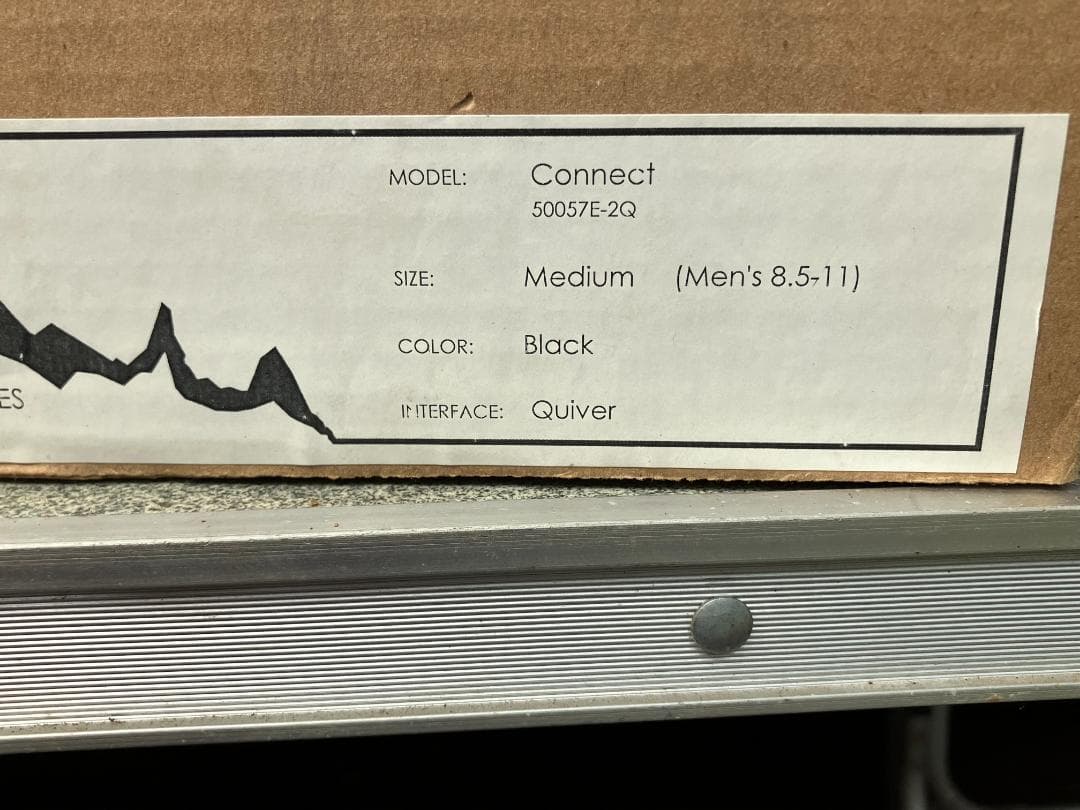 MODEL: Connect
50057E-2Q
SIZE: Medium (Men's 8.5-11)
COLOR: Black
ES
INTERFACE: Quiver